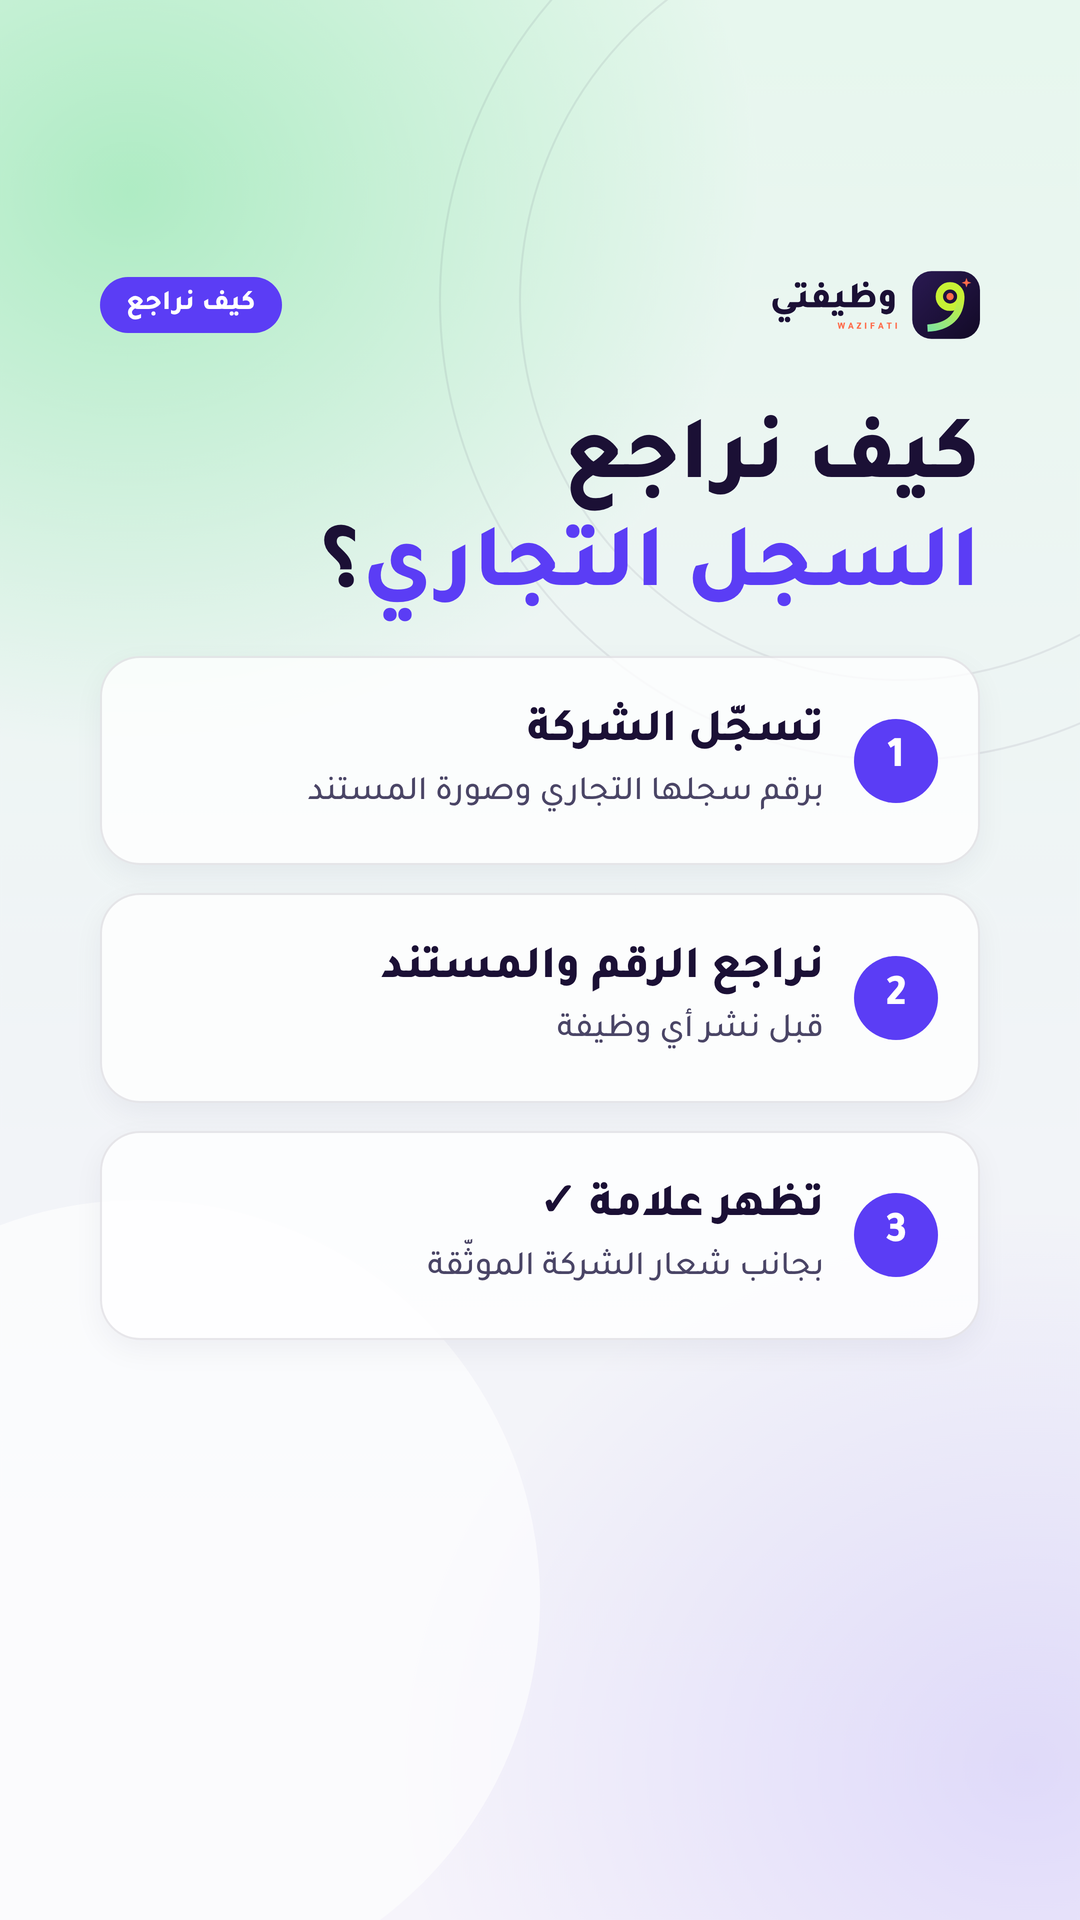 وظيفتي
WAZIFATI
كيف نراجع
كيف نراجع
السجل التجاري؟
1
تسجّل الشركة
برقم سجلها التجاري وصورة المستند
2
نراجع الرقم والمستند
قبل نشر أي وظيفة
3
تظهر علامة ✓
بجانب شعار الشركة الموثّقة